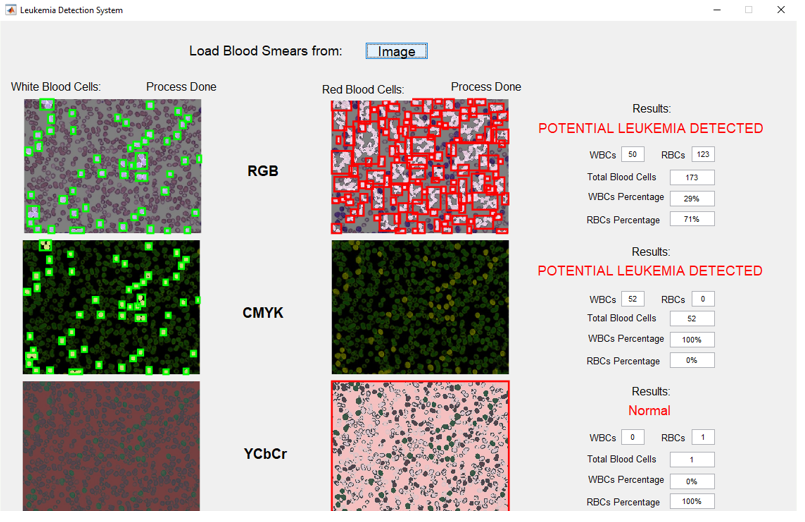 Leukemia Detection System
Load Blood Smears from: Image
White Blood Cells: Process Done
Red Blood Cells: Process Done
RGB
Results:
POTENTIAL LEUKEMIA DETECTED
WBCs 50 RBCs 123
Total Blood Cells 173
WBCs Percentage 29%
RBCs Percentage 71%
CMYK
Results:
POTENTIAL LEUKEMIA DETECTED
WBCs 52 RBCs 0
Total Blood Cells 52
WBCs Percentage 100%
RBCs Percentage 0%
YCbCr
Results:
Normal
WBCs 0 RBCs 1
Total Blood Cells 1
WBCs Percentage 0%
RBCs Percentage 100%